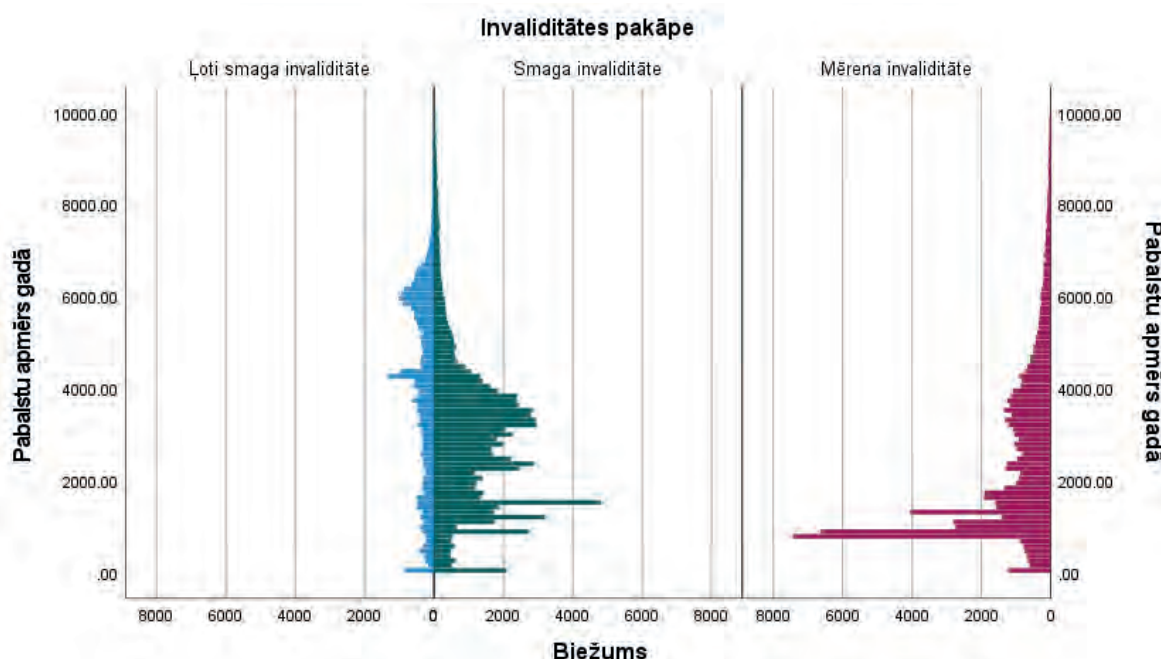 Invaliditātes pakāpe
Ļoti smaga invaliditāte Smaga invaliditāte Mērena invaliditāte
10000.00 10000.00
8000.00 8000.00
6000.00 6000.00
4000.00 4000.00
2000.00 2000.00
.00 .00
Pabalstu apmērs gadā
Pabalstu apmērs gadā
8000 6000 4000 2000 0 2000 4000 6000 8000 8000 6000 4000 2000 0
Biežums